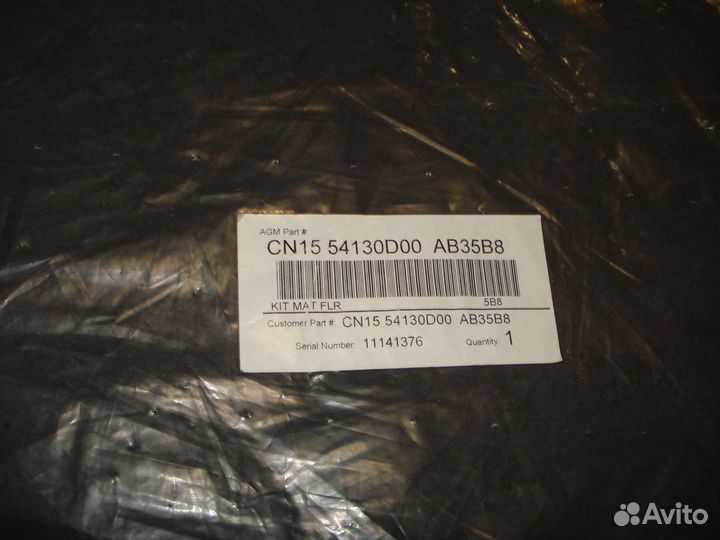 AGM Part #:
CN15 54130D00 AB35B8
KIT MAT FLR 5B8
Customer Part #: CN15 54130D00 AB35B8
Serial Number: 11141376 Quantity: 1
Avito